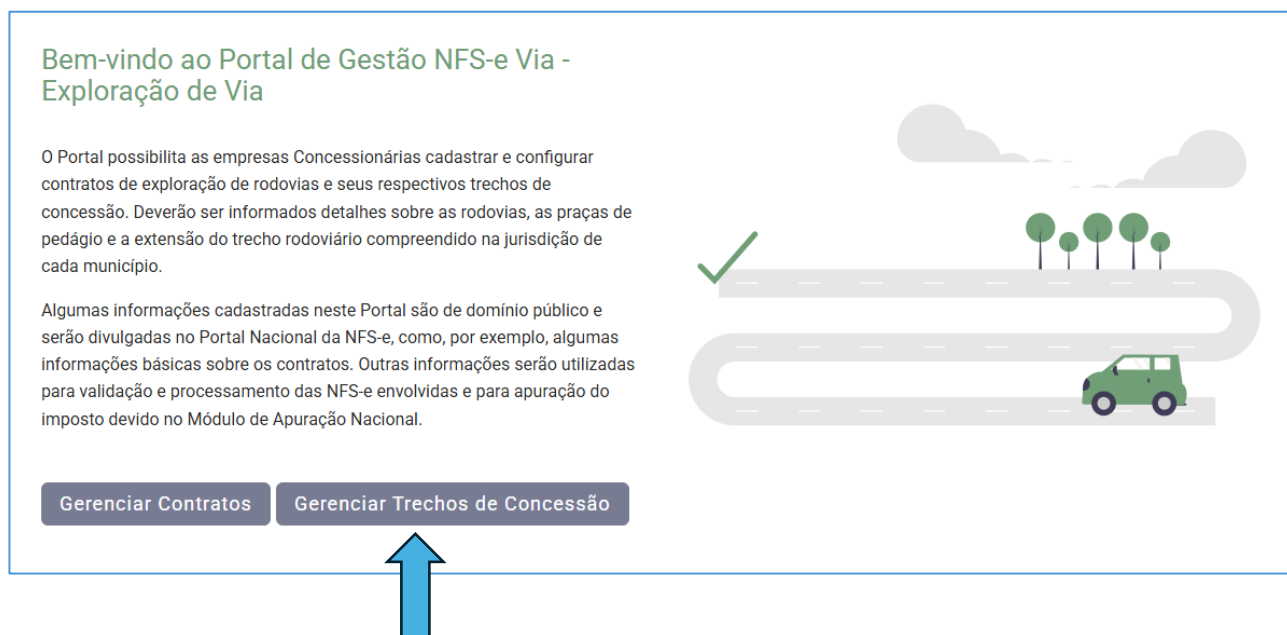 Bem-vindo ao Portal de Gestão NFS-e Via -
Exploração de Via
O Portal possibilita as empresas Concessionárias cadastrar e configurar
contratos de exploração de rodovias e seus respectivos trechos de
concessão. Deverão ser informados detalhes sobre as rodovias, as praças de
pedágio e a extensão do trecho rodoviário compreendido na jurisdição de
cada município.
Algumas informações cadastradas neste Portal são de domínio público e
serão divulgadas no Portal Nacional da NFS-e, como, por exemplo, algumas
informações básicas sobre os contratos. Outras informações serão utilizadas
para validação e processamento das NFS-e envolvidas e para apuração do
imposto devido no Módulo de Apuração Nacional.
Gerenciar Contratos
Gerenciar Trechos de Concessão